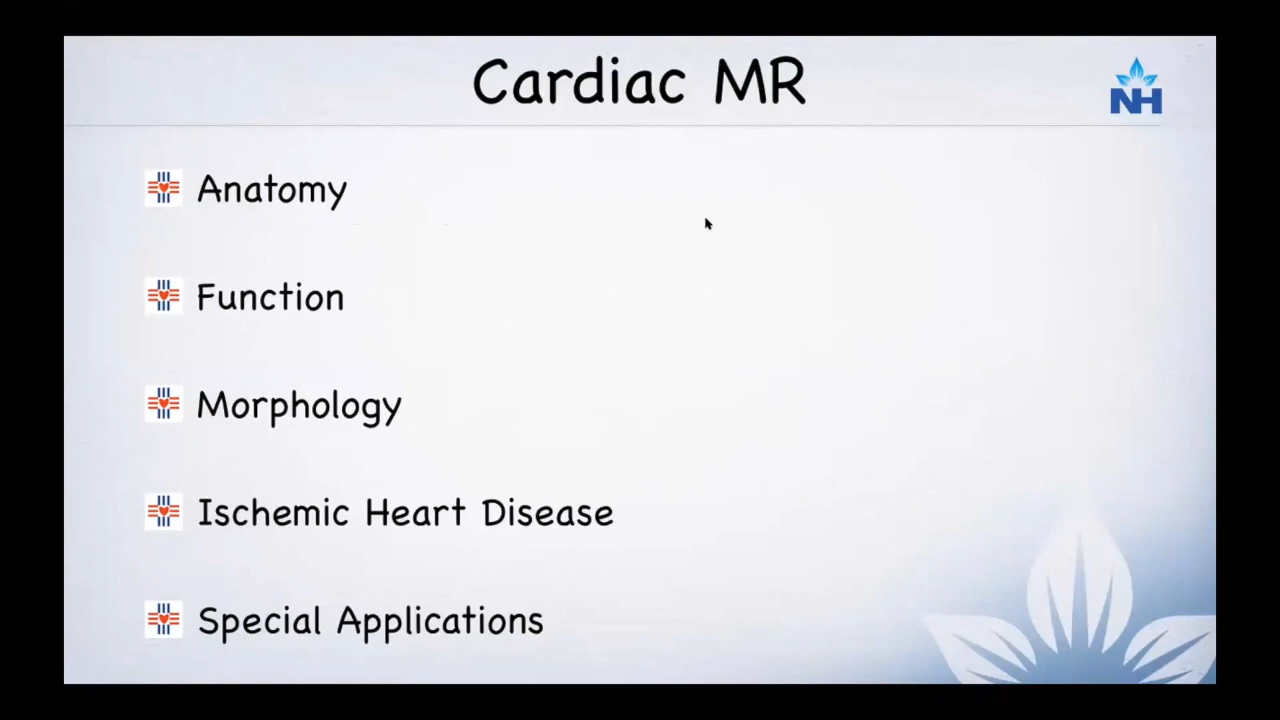 Cardiac MR
NH
Anatomy
Function
Morphology
Ischemic Heart Disease
Special Applications